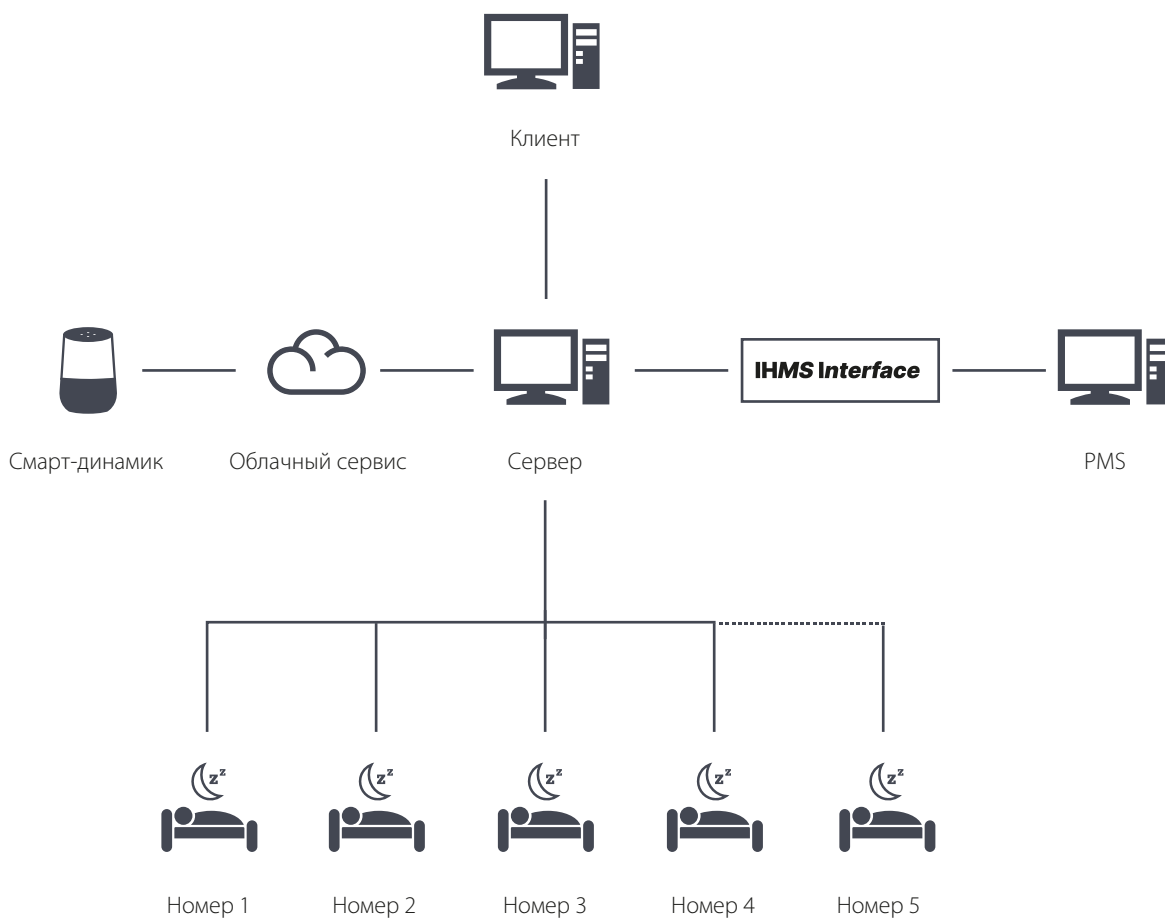 Клиент
IHMS Interface
Смарт-динамик
Облачный сервис
Сервер
PMS
z z
z z
z z
z z
z z
Номер 1
Номер 2
Номер 3
Номер 4
Номер 5